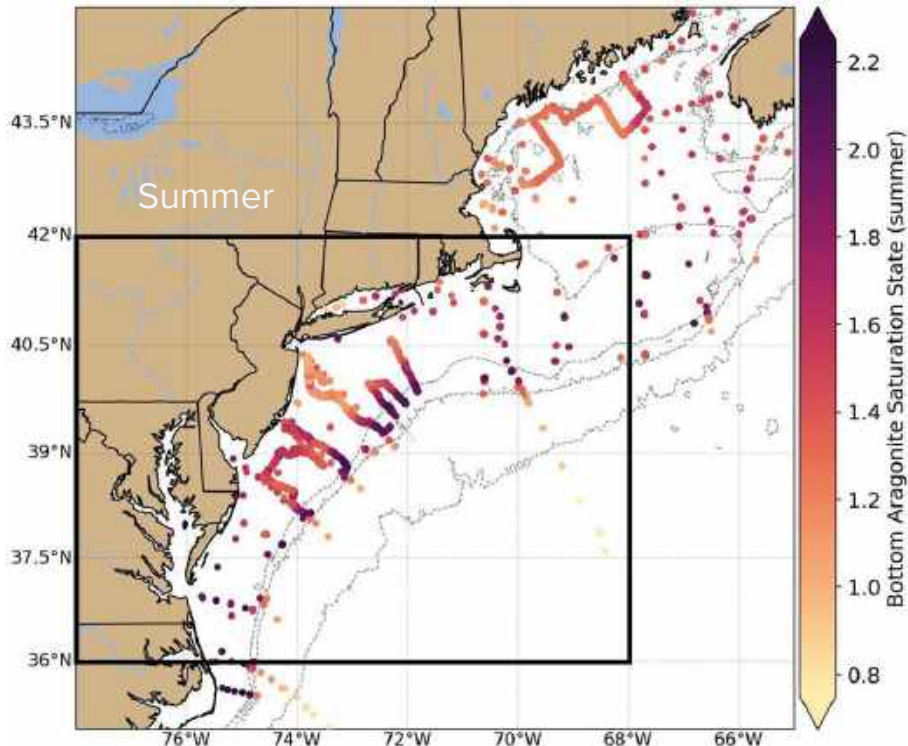 Summer
43.5°N
42°N
40.5°N
39°N
37.5°N
36°N
76°W
74°W
72°W
70°W
68°W
66°W
2.2
2.0
1.8
1.6
1.4
1.2
1.0
0.8
Bottom Aragonite Saturation State (summer)